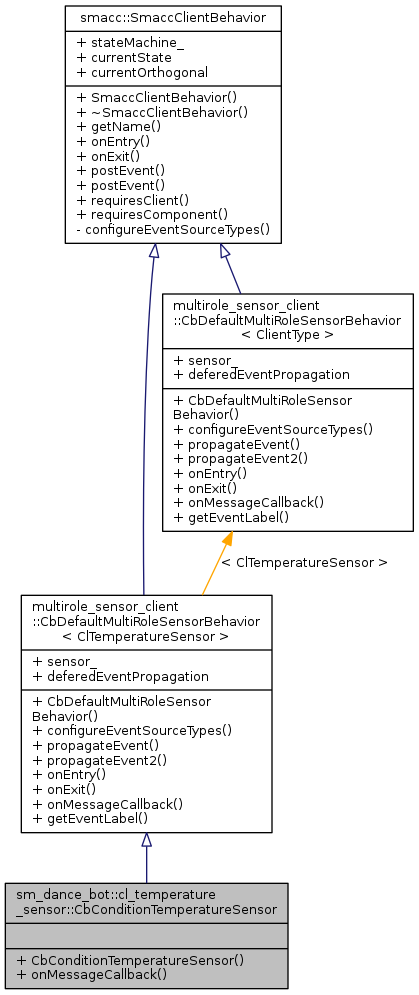 smacc::SmaccClientBehavior
+ stateMachine_
+ currentState
+ currentOrthogonal
+ SmaccClientBehavior()
+ ~SmaccClientBehavior()
+ getName()
+ onEntry()
+ onExit()
+ postEvent()
+ postEvent()
+ requiresClient()
+ requiresComponent()
- configureEventSourceTypes()
multirole_sensor_client
::CbDefaultMultiRoleSensorBehavior
< ClientType >
+ sensor_
+ deferedEventPropagation
+ CbDefaultMultiRoleSensor
Behavior()
+ configureEventSourceTypes()
+ propagateEvent()
+ propagateEvent2()
+ onEntry()
+ onExit()
+ onMessageCallback()
+ getEventLabel()
< ClTemperatureSensor >
multirole_sensor_client
::CbDefaultMultiRoleSensorBehavior
< ClTemperatureSensor >
+ sensor_
+ deferedEventPropagation
+ CbDefaultMultiRoleSensor
Behavior()
+ configureEventSourceTypes()
+ propagateEvent()
+ propagateEvent2()
+ onEntry()
+ onExit()
+ onMessageCallback()
+ getEventLabel()
sm_dance_bot::cl_temperature
_sensor::CbConditionTemperatureSensor
+ CbConditionTemperatureSensor()
+ onMessageCallback()